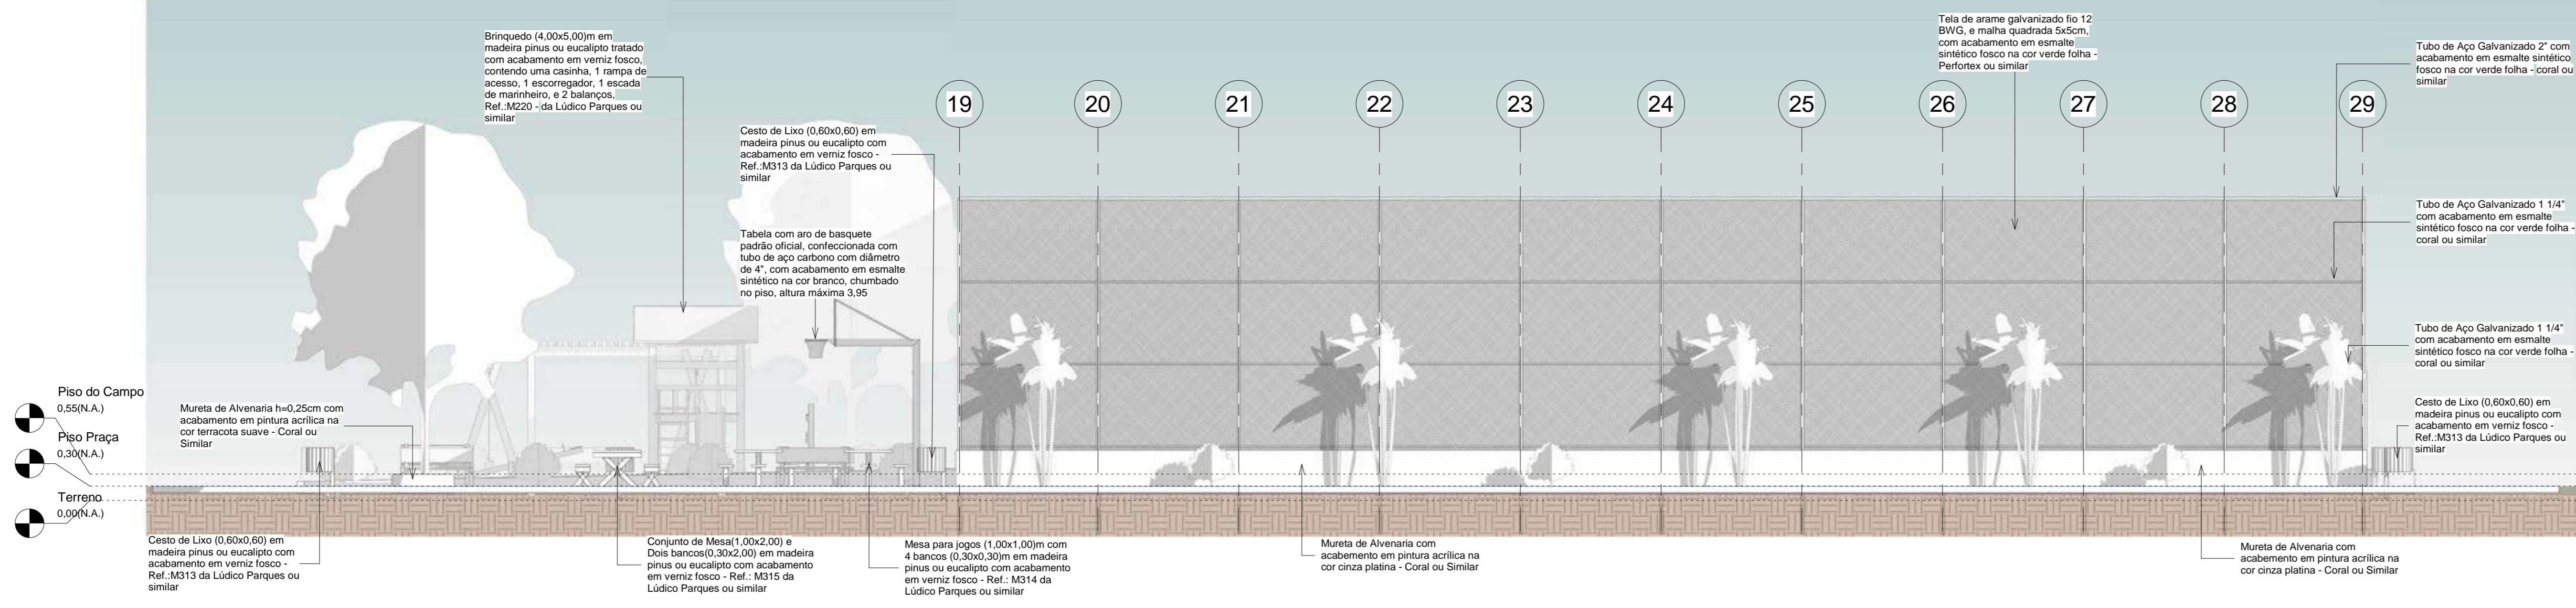 Brinquedo (4,00x5,00)m em
madeira pinus ou eucalipto tratado
com acabamento em verniz fosco,
contendo uma casinha, 1 rampa de
acesso, 1 escorregador, 1 escada
de marinheiro, e 2 balanços,
Ref.:M220 - da Lúdico Parques ou
similar
Cesto de Lixo (0,60x0,60) em
madeira pinus ou eucalipto com
acabamento em verniz fosco -
Ref.:M313 da Lúdico Parques ou
similar
Tabela com aro de basquete
padrão oficial, confeccionada com
tubo de aço carbono com diâmetro
de 4", com acabamento em esmalte
sintético na cor branco, chumbado
no piso, altura máxima 3,95
19
20
21
22
23
24
25
26
27
28
29
Tela de arame galvanizado fio 12
BWG, e malha quadrada 5x5cm,
com acabamento em esmalte
sintético fosco na cor verde folha -
Perfortex ou similar
Tubo de Aço Galvanizado 2" com
acabamento em esmalte sintético
fosco na cor verde folha - coral ou
similar
Tubo de Aço Galvanizado 1 1/4"
com acabamento em esmalte
sintético fosco na cor verde folha -
coral ou similar
Tubo de Aço Galvanizado 1 1/4"
com acabamento em esmalte
sintético fosco na cor verde folha -
coral ou similar
Cesto de Lixo (0,60x0,60) em
madeira pinus ou eucalipto com
acabamento em verniz fosco -
Ref.:M313 da Lúdico Parques ou
similar
Piso do Campo
0,55(N.A.)
Piso Praça
0,30(N.A.)
Terreno
0,00(N.A.)
Mureta de Alvenaria h=0,25cm com
acabamento em pintura acrílica na
cor terracota suave - Coral ou
Similar
Cesto de Lixo (0,60x0,60) em
madeira pinus ou eucalipto com
acabamento em verniz fosco -
Ref.:M313 da Lúdico Parques ou
similar
Conjunto de Mesa(1,00x2,00) e
Dois bancos(0,30x2,00) em madeira
pinus ou eucalipto com acabamento
em verniz fosco - Ref.: M315 da
Lúdico Parques ou similar
Mesa para jogos (1,00x1,00)m com
4 bancos (0,30x0,30)m em madeira
pinus ou eucalipto com acabamento
em verniz fosco - Ref.: M314 da
Lúdico Parques ou similar
Mureta de Alvenaria com
acabemento em pintura acrílica na
cor cinza platina - Coral ou Similar
Mureta de Alvenaria com
acabemento em pintura acrílica na
cor cinza platina - Coral ou Similar